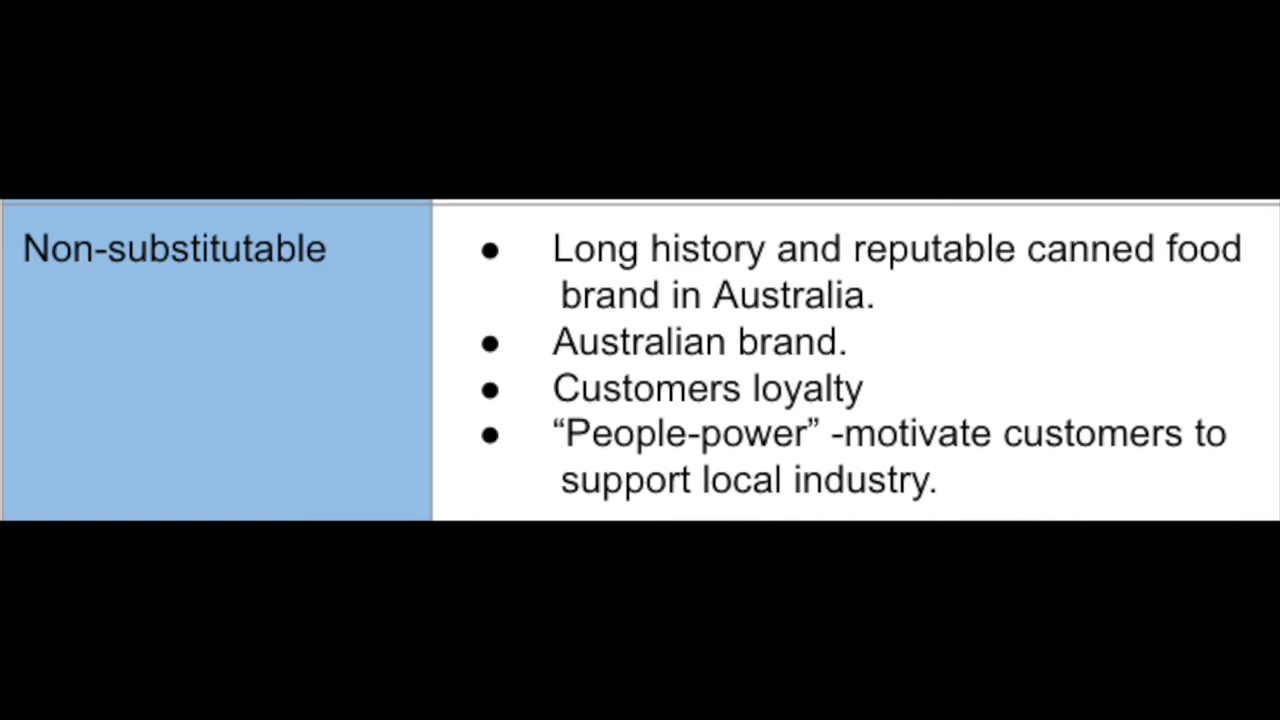 Non-substitutable
● Long history and reputable canned food
brand in Australia.
● Australian brand.
● Customers loyalty
● “People-power” -motivate customers to
support local industry.